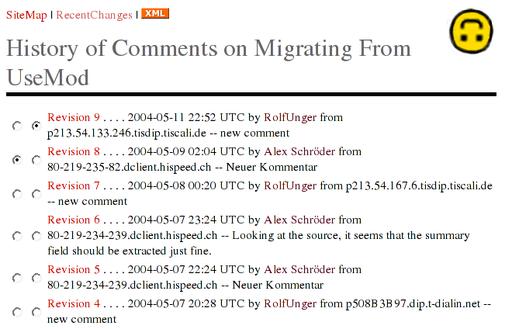 SiteMap | RecentChanges | XML
History of Comments on Migrating From
UseMod
Revision 9 . . . . 2004-05-11 22:52 UTC by RolfUnger from
p213.54.133.246.tisdip.tiscali.de -- new comment
Revision 8 . . . . 2004-05-09 02:04 UTC by Alex Schröder from
80-219-235-82.dclient.hispeed.ch -- Neuer Kommentar
Revision 7 . . . . 2004-05-08 00:20 UTC by RolfUnger from p213.54.167.6.tisdip.tiscali.de
-- new comment
Revision 6 . . . . 2004-05-07 23:24 UTC by Alex Schröder from
80-219-234-239.dclient.hispeed.ch -- Looking at the source, it seems that the summary
field should be extracted just fine.
Revision 5 . . . . 2004-05-07 22:24 UTC by Alex Schröder from
80-219-234-239.dclient.hispeed.ch -- Neuer Kommentar
Revision 4 . . . . 2004-05-07 20:28 UTC by RolfUnger from p508B3B97.dip.t-dialin.net --
new comment